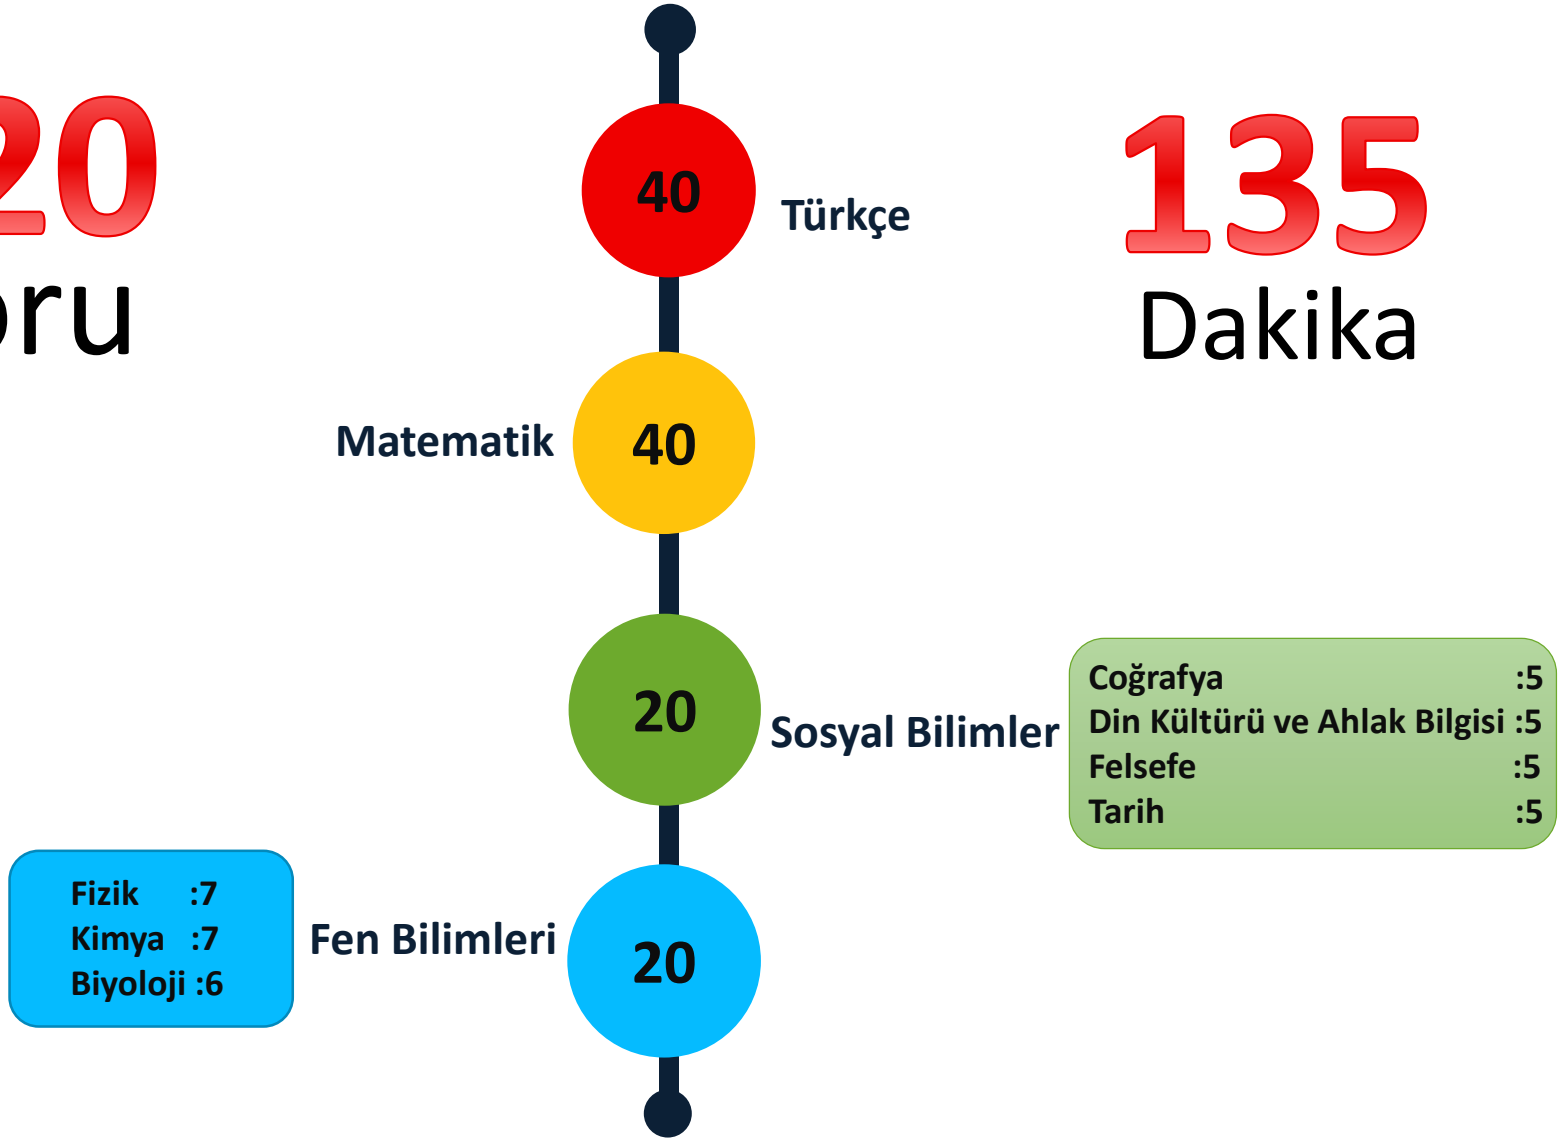 20
oru
40
Türkçe
135
Dakika
Matematik
40
20
Sosyal Bilimler
Coğrafya :5
Din Kültürü ve Ahlak Bilgisi :5
Felsefe :5
Tarih :5
Fizik :7
Kimya :7
Biyoloji :6
Fen Bilimleri
20